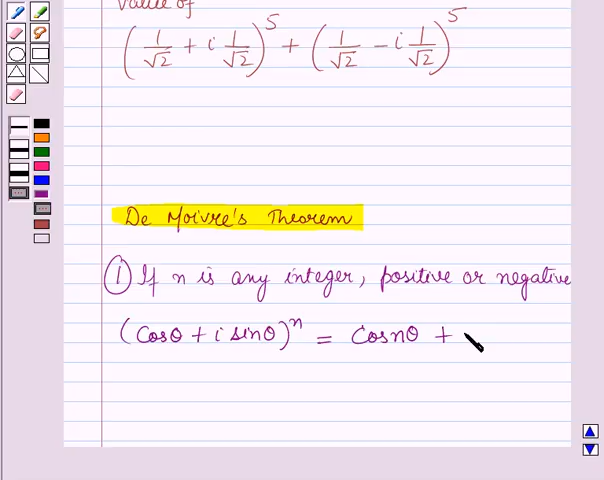 value of
(1/√2 + i 1/√2)^5 + (1/√2 - i 1/√2)^5
De Moivre's Theorem
① If n is any integer, positive or negative
(Cosθ + i sinθ)^n = Cosnθ +